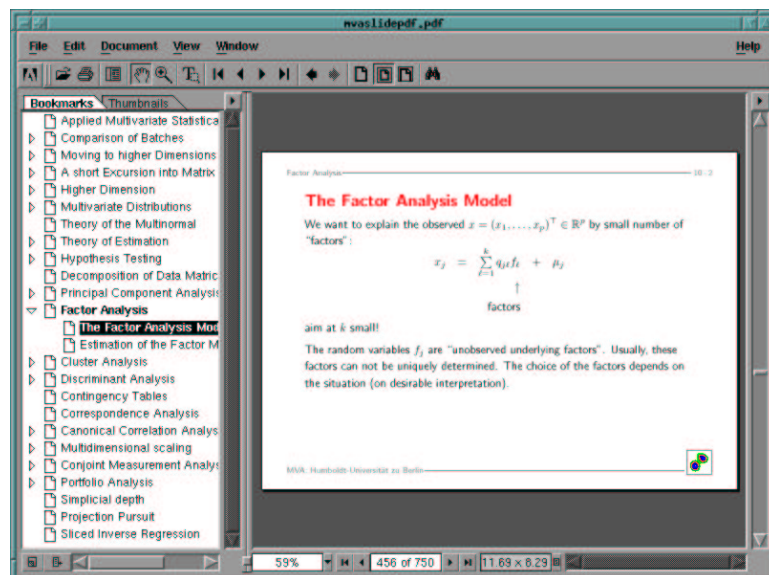 mvaslidepdf.pdf
File Edit Document View Window Help
Bookmarks Thumbnails
Applied Multivariate Statistica
Comparison of Batches
Moving to higher Dimensions
A short Excursion into Matrix
Higher Dimension
Multivariate Distributions
Theory of the Multinormal
Theory of Estimation
Hypothesis Testing
Decomposition of Data Matric
Principal Component Analysis
Factor Analysis
The Factor Analysis Mod
Estimation of the Factor M
Cluster Analysis
Discriminant Analysis
Contingency Tables
Correspondence Analysis
Canonical Correlation Analys
Multidimensional scaling
Conjoint Measurement Analys
Portfolio Analysis
Simplicial depth
Projection Pursuit
Sliced Inverse Regression
Factor Analysis
The Factor Analysis Model
We want to explain the observed x = (x₁, . . . , xₚ)⊤ ∈ ℝᵖ by small number of
"factors":
xⱼ = ∑ₗ₌₁ᵏ qⱼₗfₗ + μⱼ
↑
factors
aim at k small!
The random variables fⱼ are "unobserved underlying factors". Usually, these
factors can not be uniquely determined. The choice of the factors depends on
the situation (on desirable interpretation).
MVA: Humboldt-Universität zu Berlin
59% 456 of 750 11.69 x 8.29